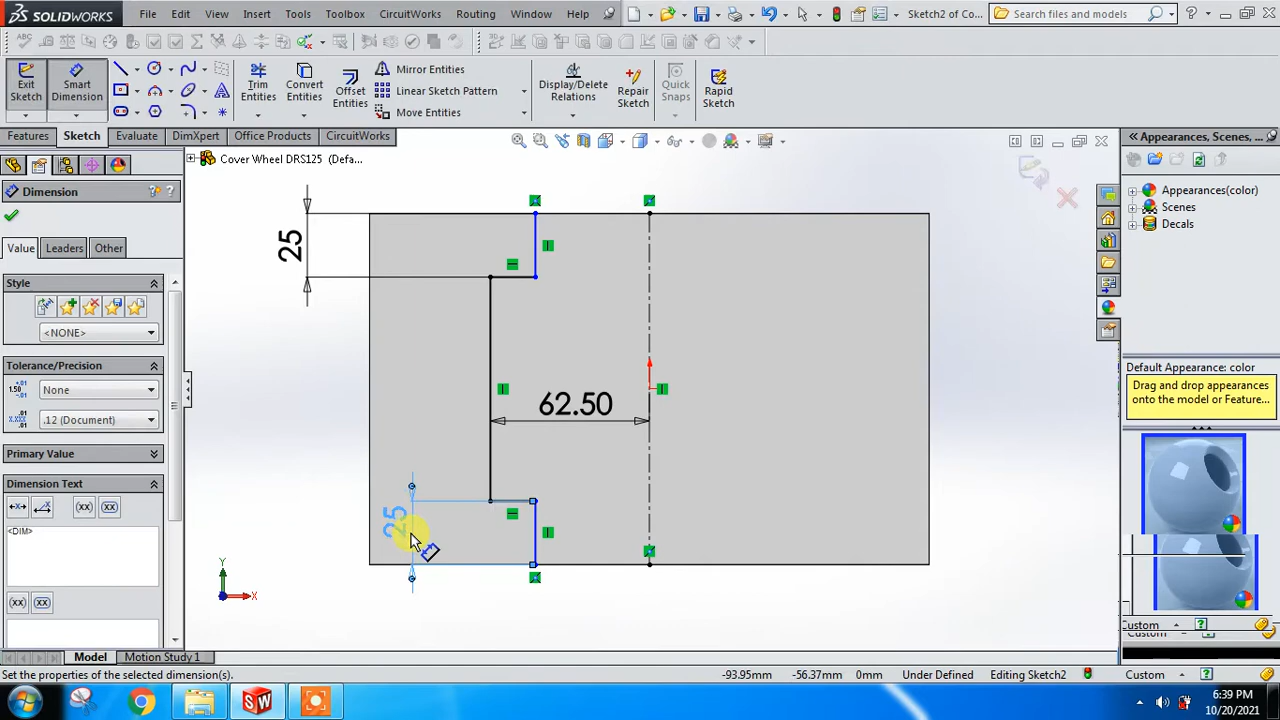 SOLIDWORKS
File Edit View Insert Tools Toolbox CircuitWorks Routing Window Help
Sketch2 of Co...
Search files and models
Exit Sketch
Smart Dimension
Trim Entities
Convert Entities
Offset Entities
Mirror Entities
Linear Sketch Pattern
Move Entities
Display/Delete Relations
Repair Sketch
Quick Snaps
Rapid Sketch
Features Sketch Evaluate DimXpert Office Products CircuitWorks
Cover Wheel DRS125 (Defa...
Appearances, Scenes, ...
Appearances(color)
Scenes
Decals
Dimension
Value Leaders Other
Style
<NONE>
Tolerance/Precision
None
.12 (Document)
Primary Value
Dimension Text
<DIM>
25
62.50
25
Y
X
Default Appearance: color
Drag and drop appearances
onto the model or Feature...
Custom
Custom
Model Motion Study 1
Set the properties of the selected dimension(s).
-93.95mm -56.37mm 0mm Under Defined Editing Sketch2
6:39 PM
10/20/2021